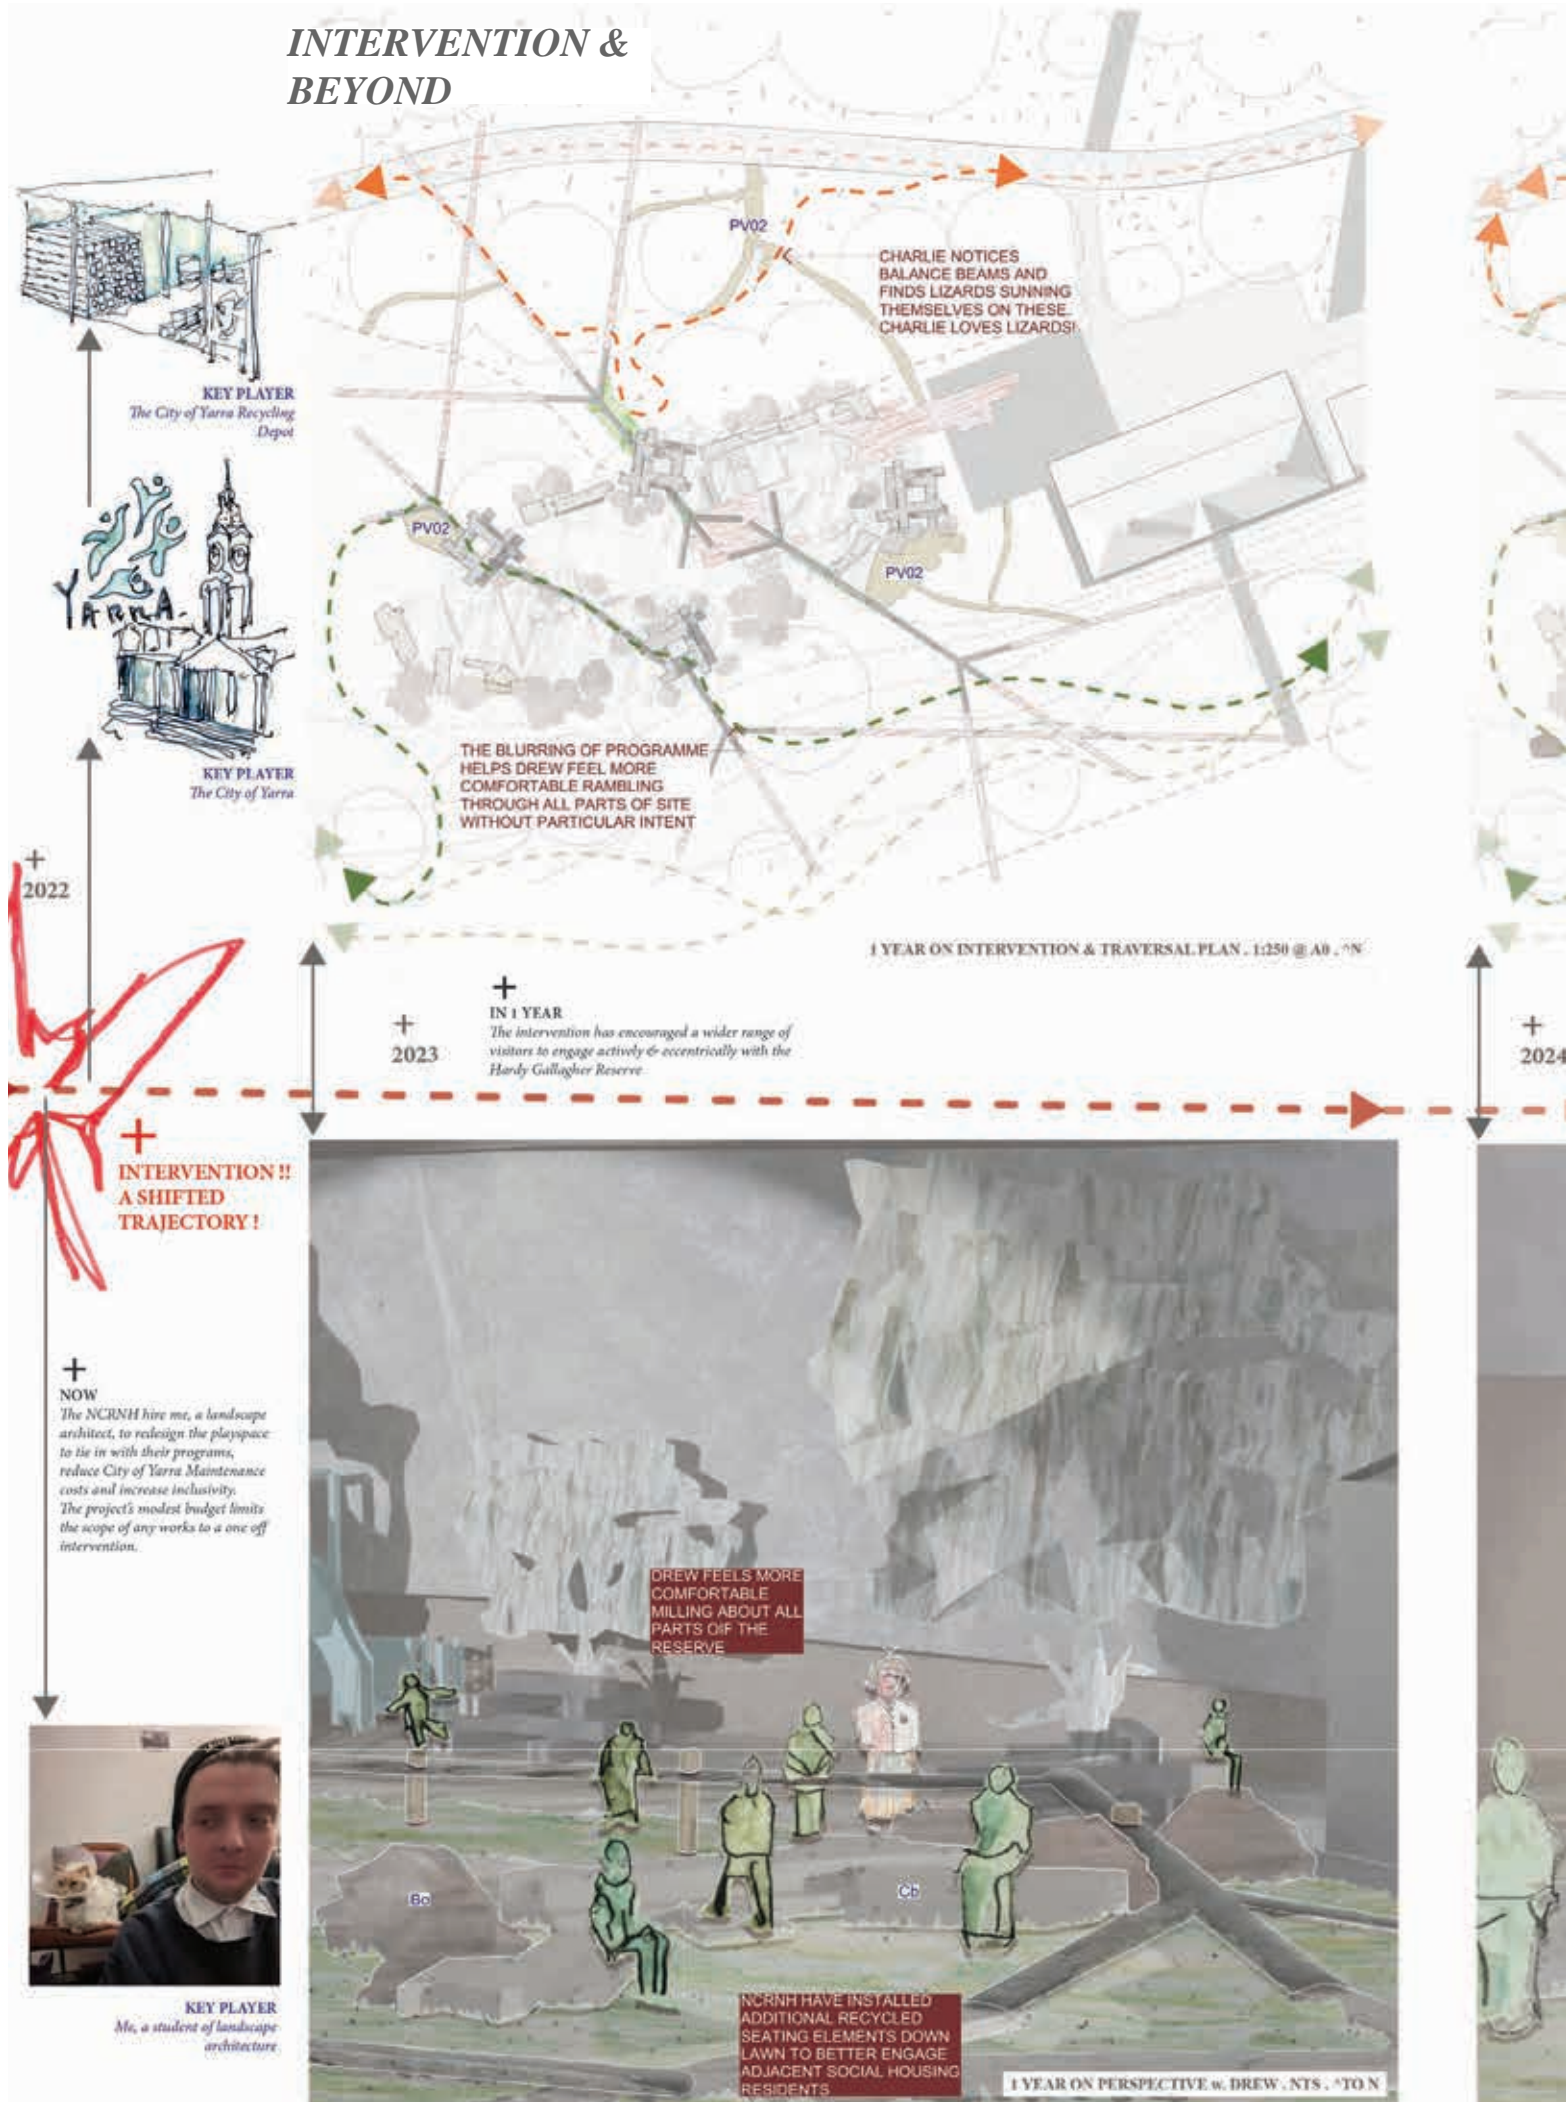 INTERVENTION &
BEYOND
PV02
CHARLIE NOTICES
BALANCE BEAMS AND
FINDS LIZARDS SUNNING
THEMSELVES ON THESE.
CHARLIE LOVES LIZARDS!
KEY PLAYER
The City of Yarra Recycling
Depot
YARRA.
PV02
PV02
KEY PLAYER
The City of Yarra
THE BLURRING OF PROGRAMME
HELPS DREW FEEL MORE
COMFORTABLE RAMBLING
THROUGH ALL PARTS OF SITE
WITHOUT PARTICULAR INTENT
+
2022
1 YEAR ON INTERVENTION & TRAVERSAL PLAN . 1:250 @ A0 . ^N
+
2023
+
IN 1 YEAR
The intervention has encouraged a wider range of
visitors to engage actively & eccentrically with the
Hardy Gallagher Reserve
+
2024
+
INTERVENTION !!
A SHIFTED
TRAJECTORY !
+
NOW
The NCRNH hire me, a landscape
architect, to redesign the playspace
to tie in with their programs,
reduce City of Yarra Maintenance
costs and increase inclusivity.
The project's modest budget limits
the scope of any works to a one off
intervention.
DREW FEELS MORE
COMFORTABLE
MILLING ABOUT ALL
PARTS OIF THE
RESERVE
Bo
Cb
KEY PLAYER
Me, a student of landscape
architecture
NCRNH HAVE INSTALLED
ADDITIONAL RECYCLED
SEATING ELEMENTS DOWN
LAWN TO BETTER ENGAGE
ADJACENT SOCIAL HOUSING
RESIDENTS
1 YEAR ON PERSPECTIVE w. DREW . NTS . ^TO N